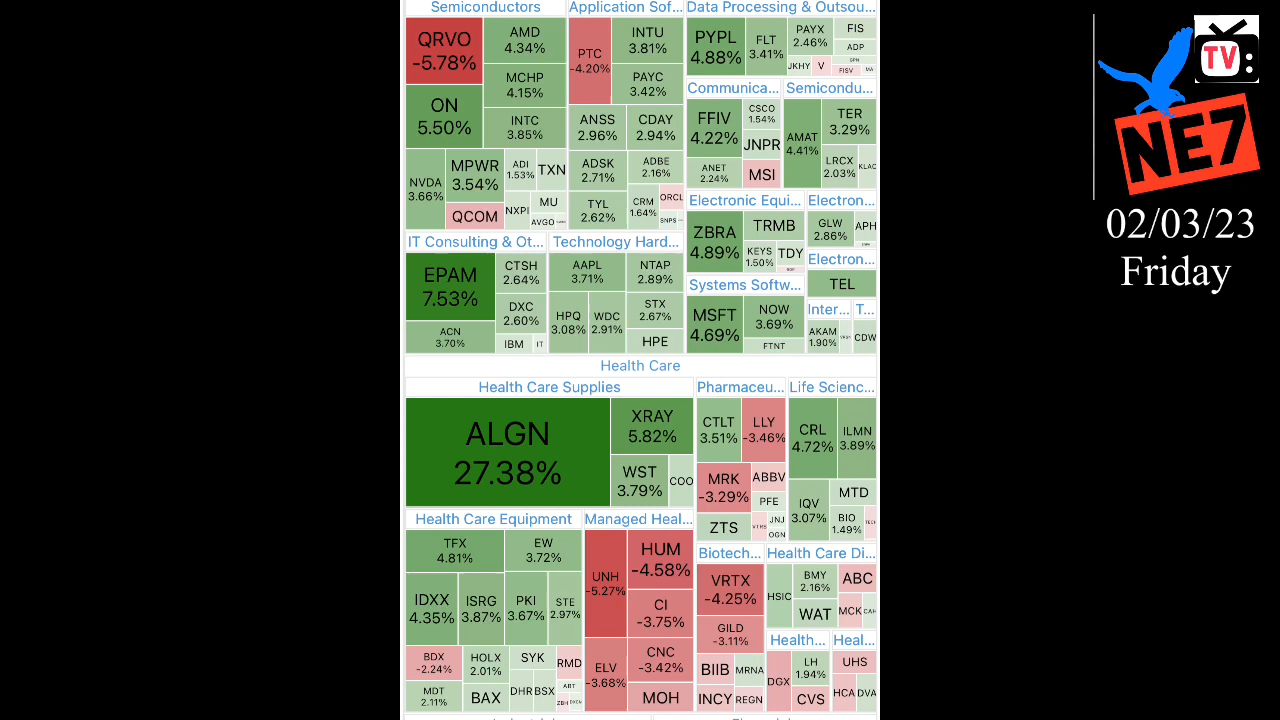 Semiconductors
QRVO
-5.78%
AMD
4.34%
MCHP
4.15%
ON
5.50%
INTC
3.85%
NVDA
3.66%
MPWR
3.54%
ADI
1.53%
TXN
QCOM
NXPI
MU
AVGO
Application Sof...
PTC
-4.20%
INTU
3.81%
PAYC
3.42%
ANSS
2.96%
CDAY
2.94%
ADSK
2.71%
ADBE
2.16%
TYL
2.62%
CRM
1.64%
ORCL
SNPS
Data Processing & Outsou...
PYPL
4.88%
FLT
3.41%
PAYX
2.46%
FIS
ADP
JKHY
V
GPN
FISV
MA
Communica...
FFIV
4.22%
CSCO
1.54%
JNPR
ANET
2.24%
MSI
Semicondu...
AMAT
4.41%
TER
3.29%
LRCX
2.03%
KLAC
Electronic Equi...
ZBRA
4.89%
TRMB
KEYS
1.50%
TDY
Electron...
GLW
2.86%
APH
Electron...
TEL
IT Consulting & Ot...
EPAM
7.53%
CTSH
2.64%
DXC
2.60%
ACN
3.70%
IBM
IT
Technology Hard...
AAPL
3.71%
NTAP
2.89%
HPQ
3.08%
WDC
2.91%
STX
2.67%
HPE
Systems Softw...
MSFT
4.69%
NOW
3.69%
FTNT
Inter...
AKAM
1.90%
T...
CDW
Health Care
Health Care Supplies
ALGN
27.38%
XRAY
5.82%
WST
3.79%
COO
Pharmaceu...
CTLT
3.51%
LLY
-3.46%
MRK
-3.29%
ABBV
PFE
ZTS
VTRS
JNJ
OGN
Life Scienc...
CRL
4.72%
ILMN
3.89%
IQV
3.07%
MTD
BIO
1.49%
TECH
Health Care Equipment
TFX
4.81%
EW
3.72%
IDXX
4.35%
ISRG
3.87%
PKI
3.67%
STE
2.97%
BDX
-2.24%
HOLX
2.01%
SYK
RMD
MDT
2.11%
BAX
DHR
BSX
ABT
ZBH
DXCM
Managed Heal...
UNH
-5.27%
HUM
-4.58%
CI
-3.75%
ELV
-3.68%
CNC
-3.42%
MOH
Biotech...
VRTX
-4.25%
GILD
-3.11%
BIIB
MRNA
INCY
REGN
Health Care Di...
HSIC
BMY
2.16%
ABC
WAT
MCK
CAH
Health...
DGX
LH
1.94%
CVS
Heal...
UHS
HCA
DVA
TV:
NE7
02/03/23
Friday